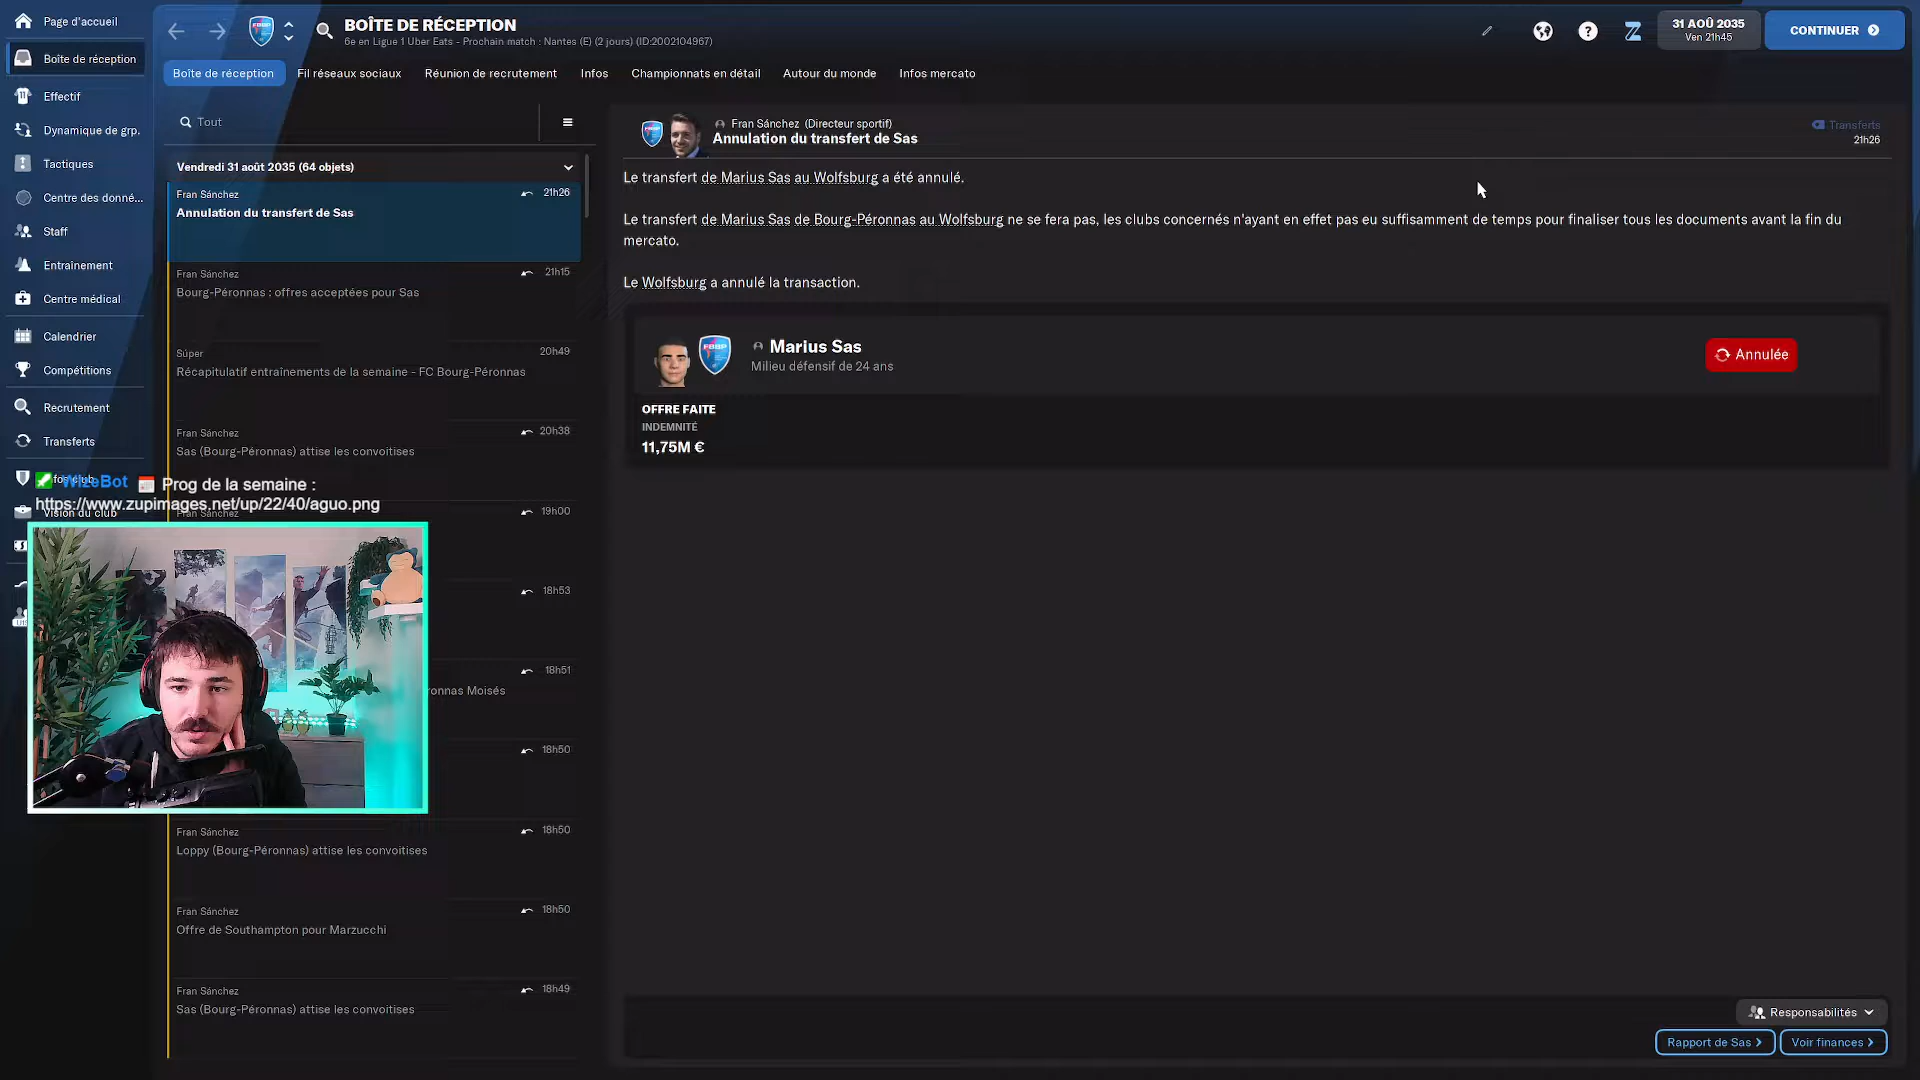 Page d'accueil
Boîte de réception
Effectif
Dynamique de grp.
Tactiques
Centre des donné...
Staff
Entraînement
Centre médical
Calendrier
Compétitions
Recrutement
Transferts
Vision du club
WizeBot Prog de la semaine :
https://www.zupimages.net/up/22/40/aguo.png
BOÎTE DE RÉCEPTION
6e en Ligue 1 Uber Eats - Prochain match : Nantes (E) (2 jours) (ID:2002104967)
31 AOÛ 2035
Ven 21h45
CONTINUER
Boîte de réception
Fil réseaux sociaux
Réunion de recrutement
Infos
Championnats en détail
Autour du monde
Infos mercato
Tout
Vendredi 31 août 2035 (64 objets)
Fran Sánchez 21h26
Annulation du transfert de Sas
Fran Sánchez 21h15
Bourg-Péronnas : offres acceptées pour Sas
Súper 20h49
Récapitulatif entraînements de la semaine - FC Bourg-Péronnas
Fran Sánchez 20h38
Sas (Bourg-Péronnas) attise les convoitises
Fran Sánchez 19h00
18h53
18h51
ronnas Moisés
18h50
Fran Sánchez 18h50
Loppy (Bourg-Péronnas) attise les convoitises
Fran Sánchez 18h50
Offre de Southampton pour Marzucchi
Fran Sánchez 18h49
Sas (Bourg-Péronnas) attise les convoitises
Fran Sánchez (Directeur sportif)
Annulation du transfert de Sas
Transferts
21h26
Le transfert de Marius Sas au Wolfsburg a été annulé.
Le transfert de Marius Sas de Bourg-Péronnas au Wolfsburg ne se fera pas, les clubs concernés n'ayant en effet pas eu suffisamment de temps pour finaliser tous les documents avant la fin du
mercato.
Le Wolfsburg a annulé la transaction.
Marius Sas
Milieu défensif de 24 ans
Annulée
OFFRE FAITE
INDEMNITÉ
11,75M €
Responsabilités
Rapport de Sas
Voir finances